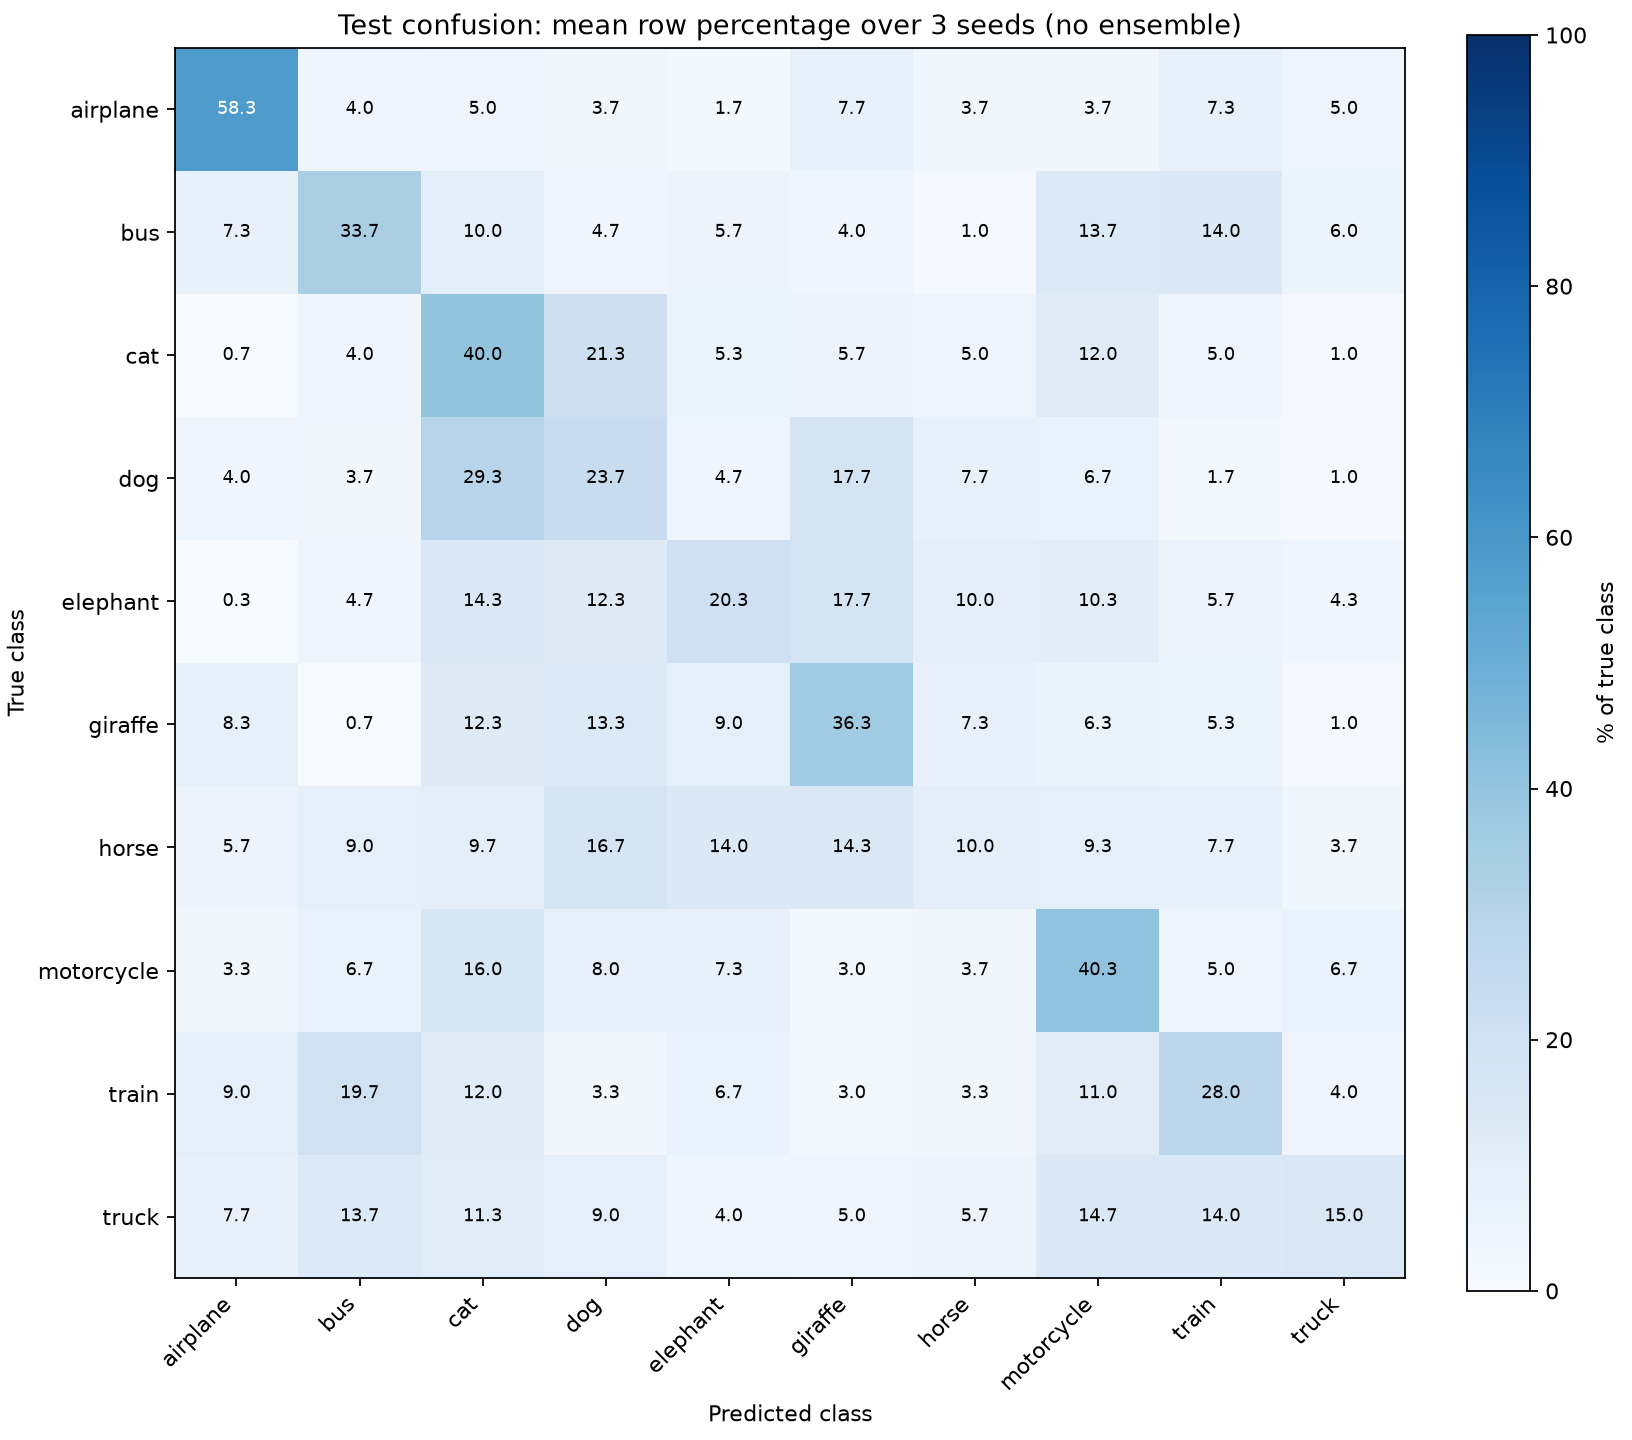 Test confusion: mean row percentage over 3 seeds (no ensemble)
airplane 58.3 4.0 5.0 3.7 1.7 7.7 3.7 3.7 7.3 5.0
bus 7.3 33.7 10.0 4.7 5.7 4.0 1.0 13.7 14.0 6.0
cat 0.7 4.0 40.0 21.3 5.3 5.7 5.0 12.0 5.0 1.0
dog 4.0 3.7 29.3 23.7 4.7 17.7 7.7 6.7 1.7 1.0
elephant 0.3 4.7 14.3 12.3 20.3 17.7 10.0 10.3 5.7 4.3
giraffe 8.3 0.7 12.3 13.3 9.0 36.3 7.3 6.3 5.3 1.0
horse 5.7 9.0 9.7 16.7 14.0 14.3 10.0 9.3 7.7 3.7
motorcycle 3.3 6.7 16.0 8.0 7.3 3.0 3.7 40.3 5.0 6.7
train 9.0 19.7 12.0 3.3 6.7 3.0 3.3 11.0 28.0 4.0
truck 7.7 13.7 11.3 9.0 4.0 5.0 5.7 14.7 14.0 15.0
airplane bus cat dog elephant giraffe horse motorcycle train truck
Predicted class
True class
100
80
60
40
20
0
% of true class